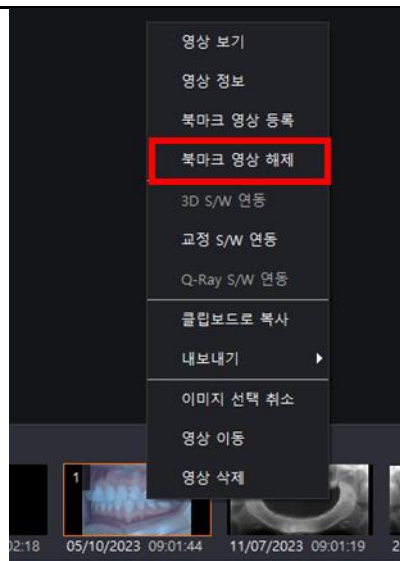 영상 보기
영상 정보
북마크 영상 등록
북마크 영상 해제
3D S/W 연동
교정 S/W 연동
Q-Ray S/W 연동
클립보드로 복사
내보내기
이미지 선택 취소
영상 이동
영상 삭제
1
02:18
05/10/2023 09:01:44
11/07/2023 09:01:19
2